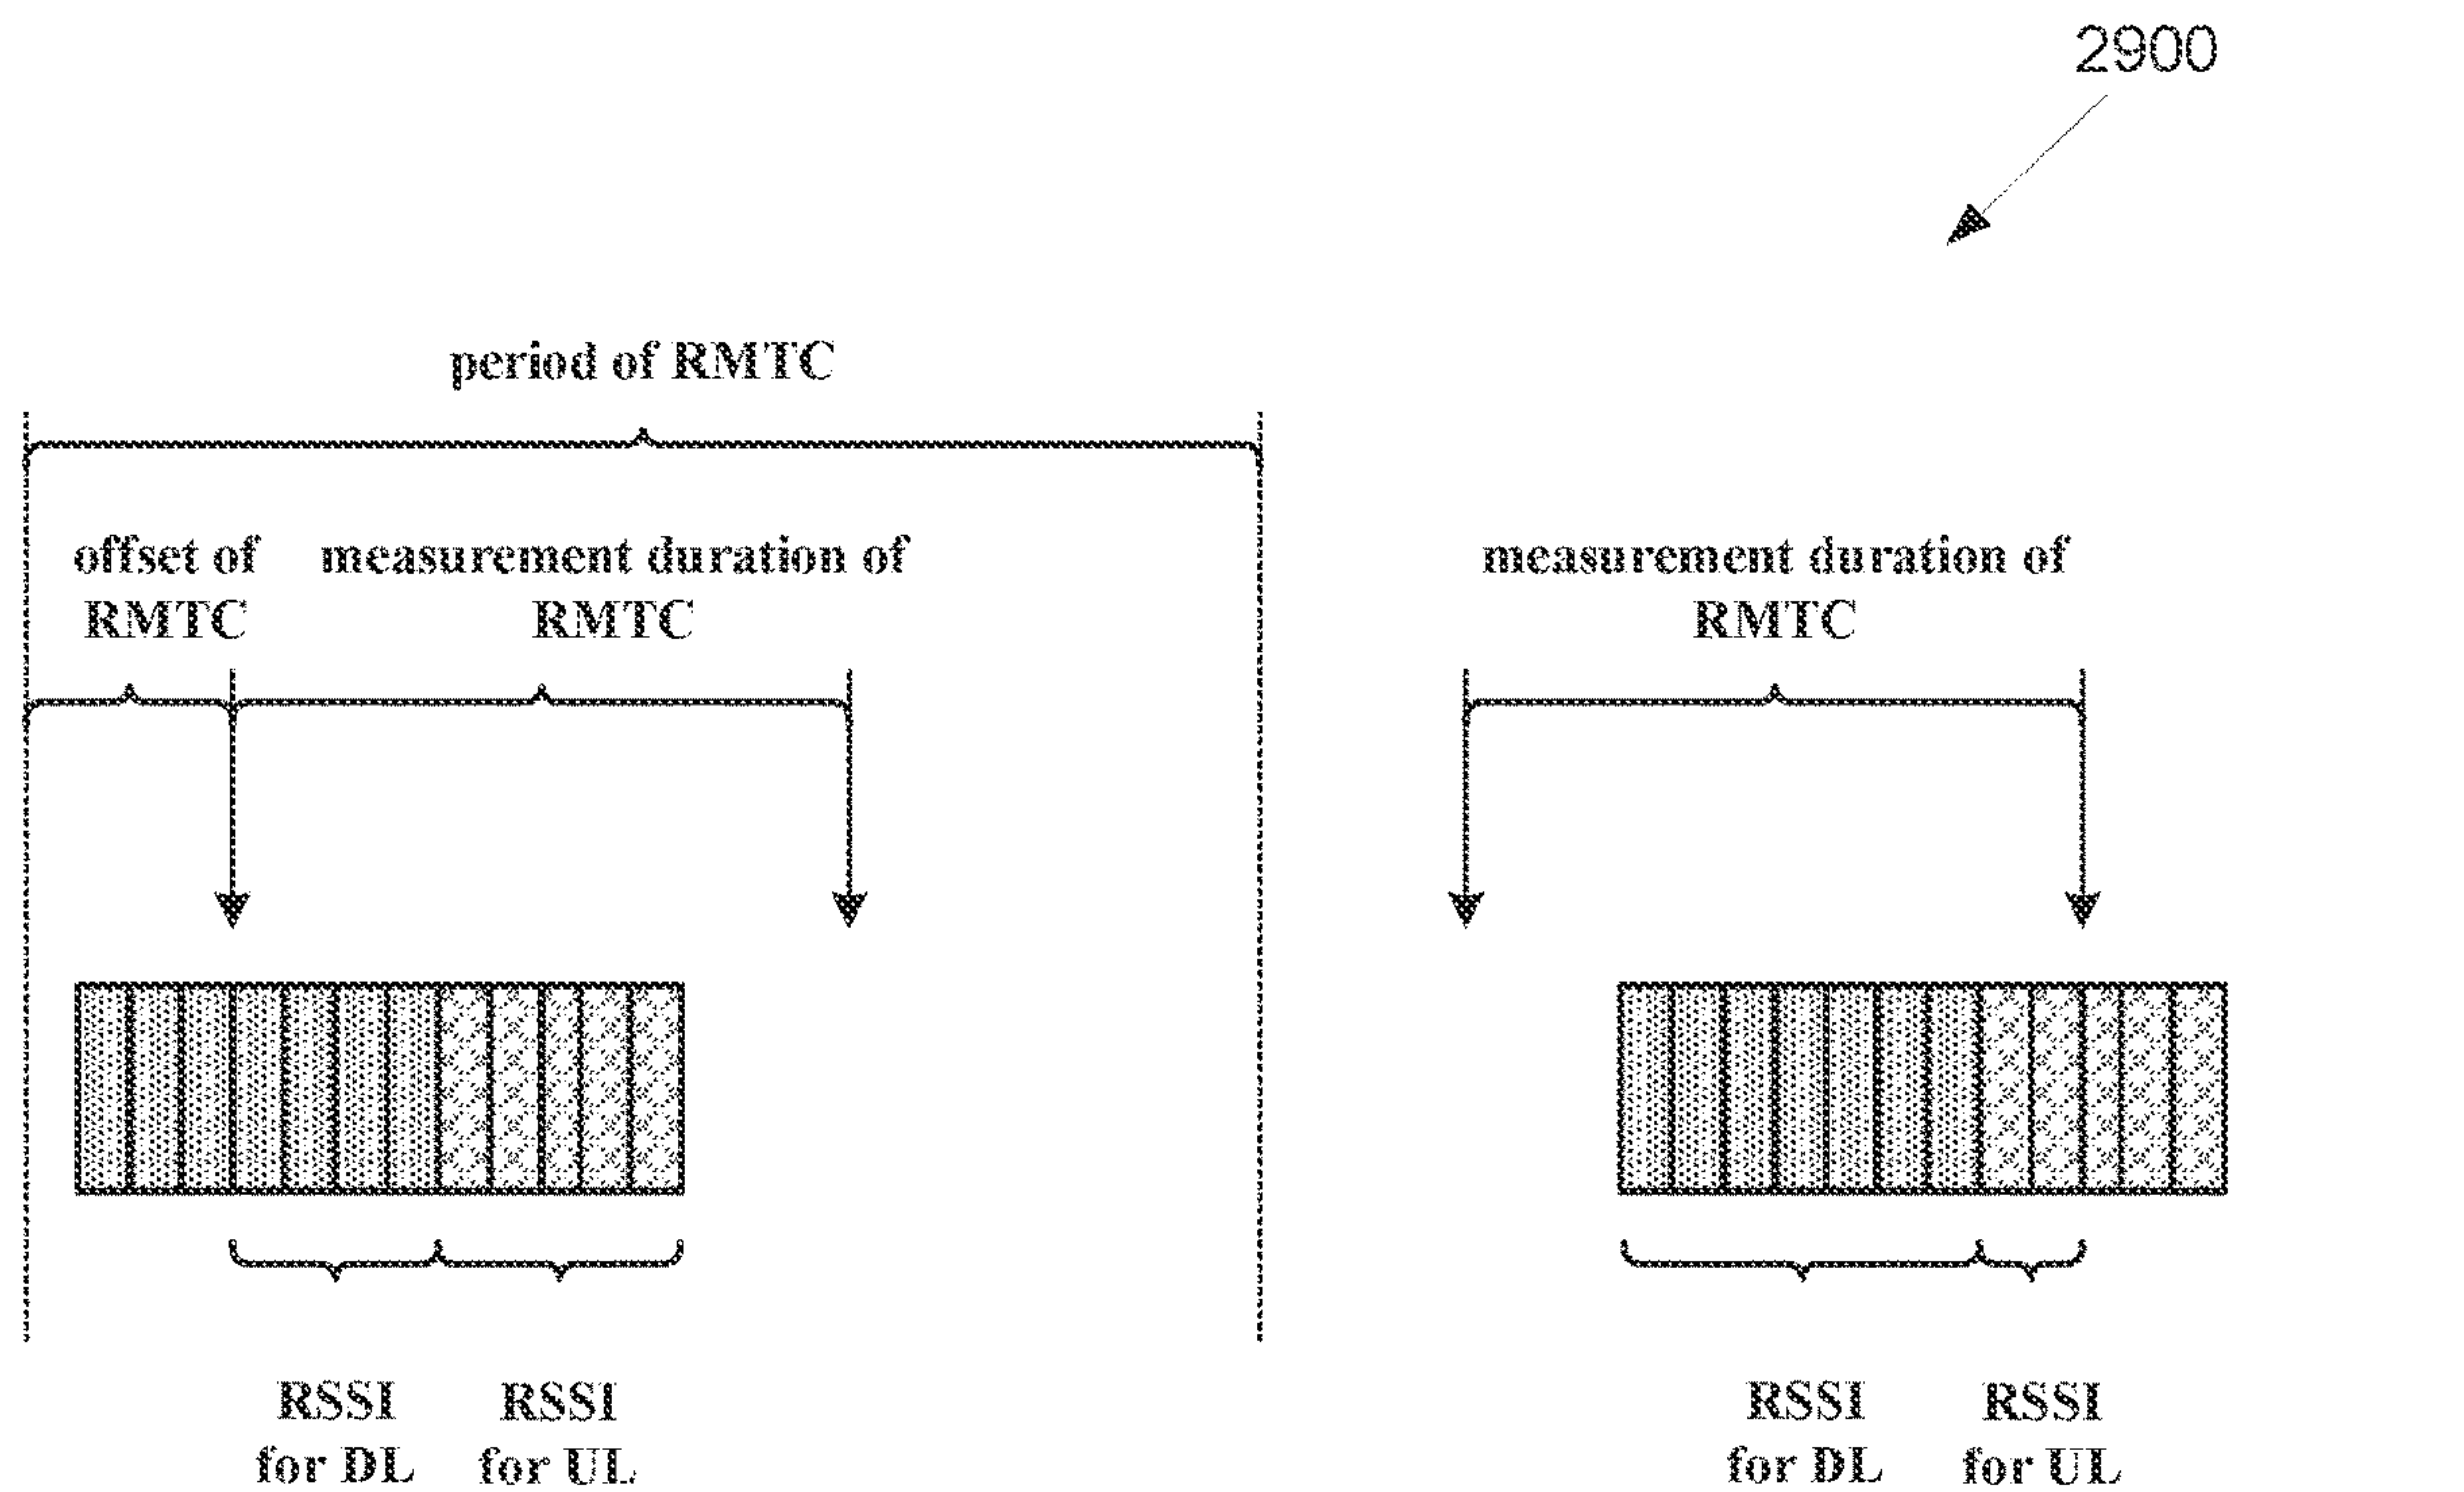 2900
period of RMTC
offset of
RMTC
measurement duration of
RMTC
measurement duration of
RMTC
RSSI
for DL
RSSI
for UL
RSSI
for DL
RSSI
for UL